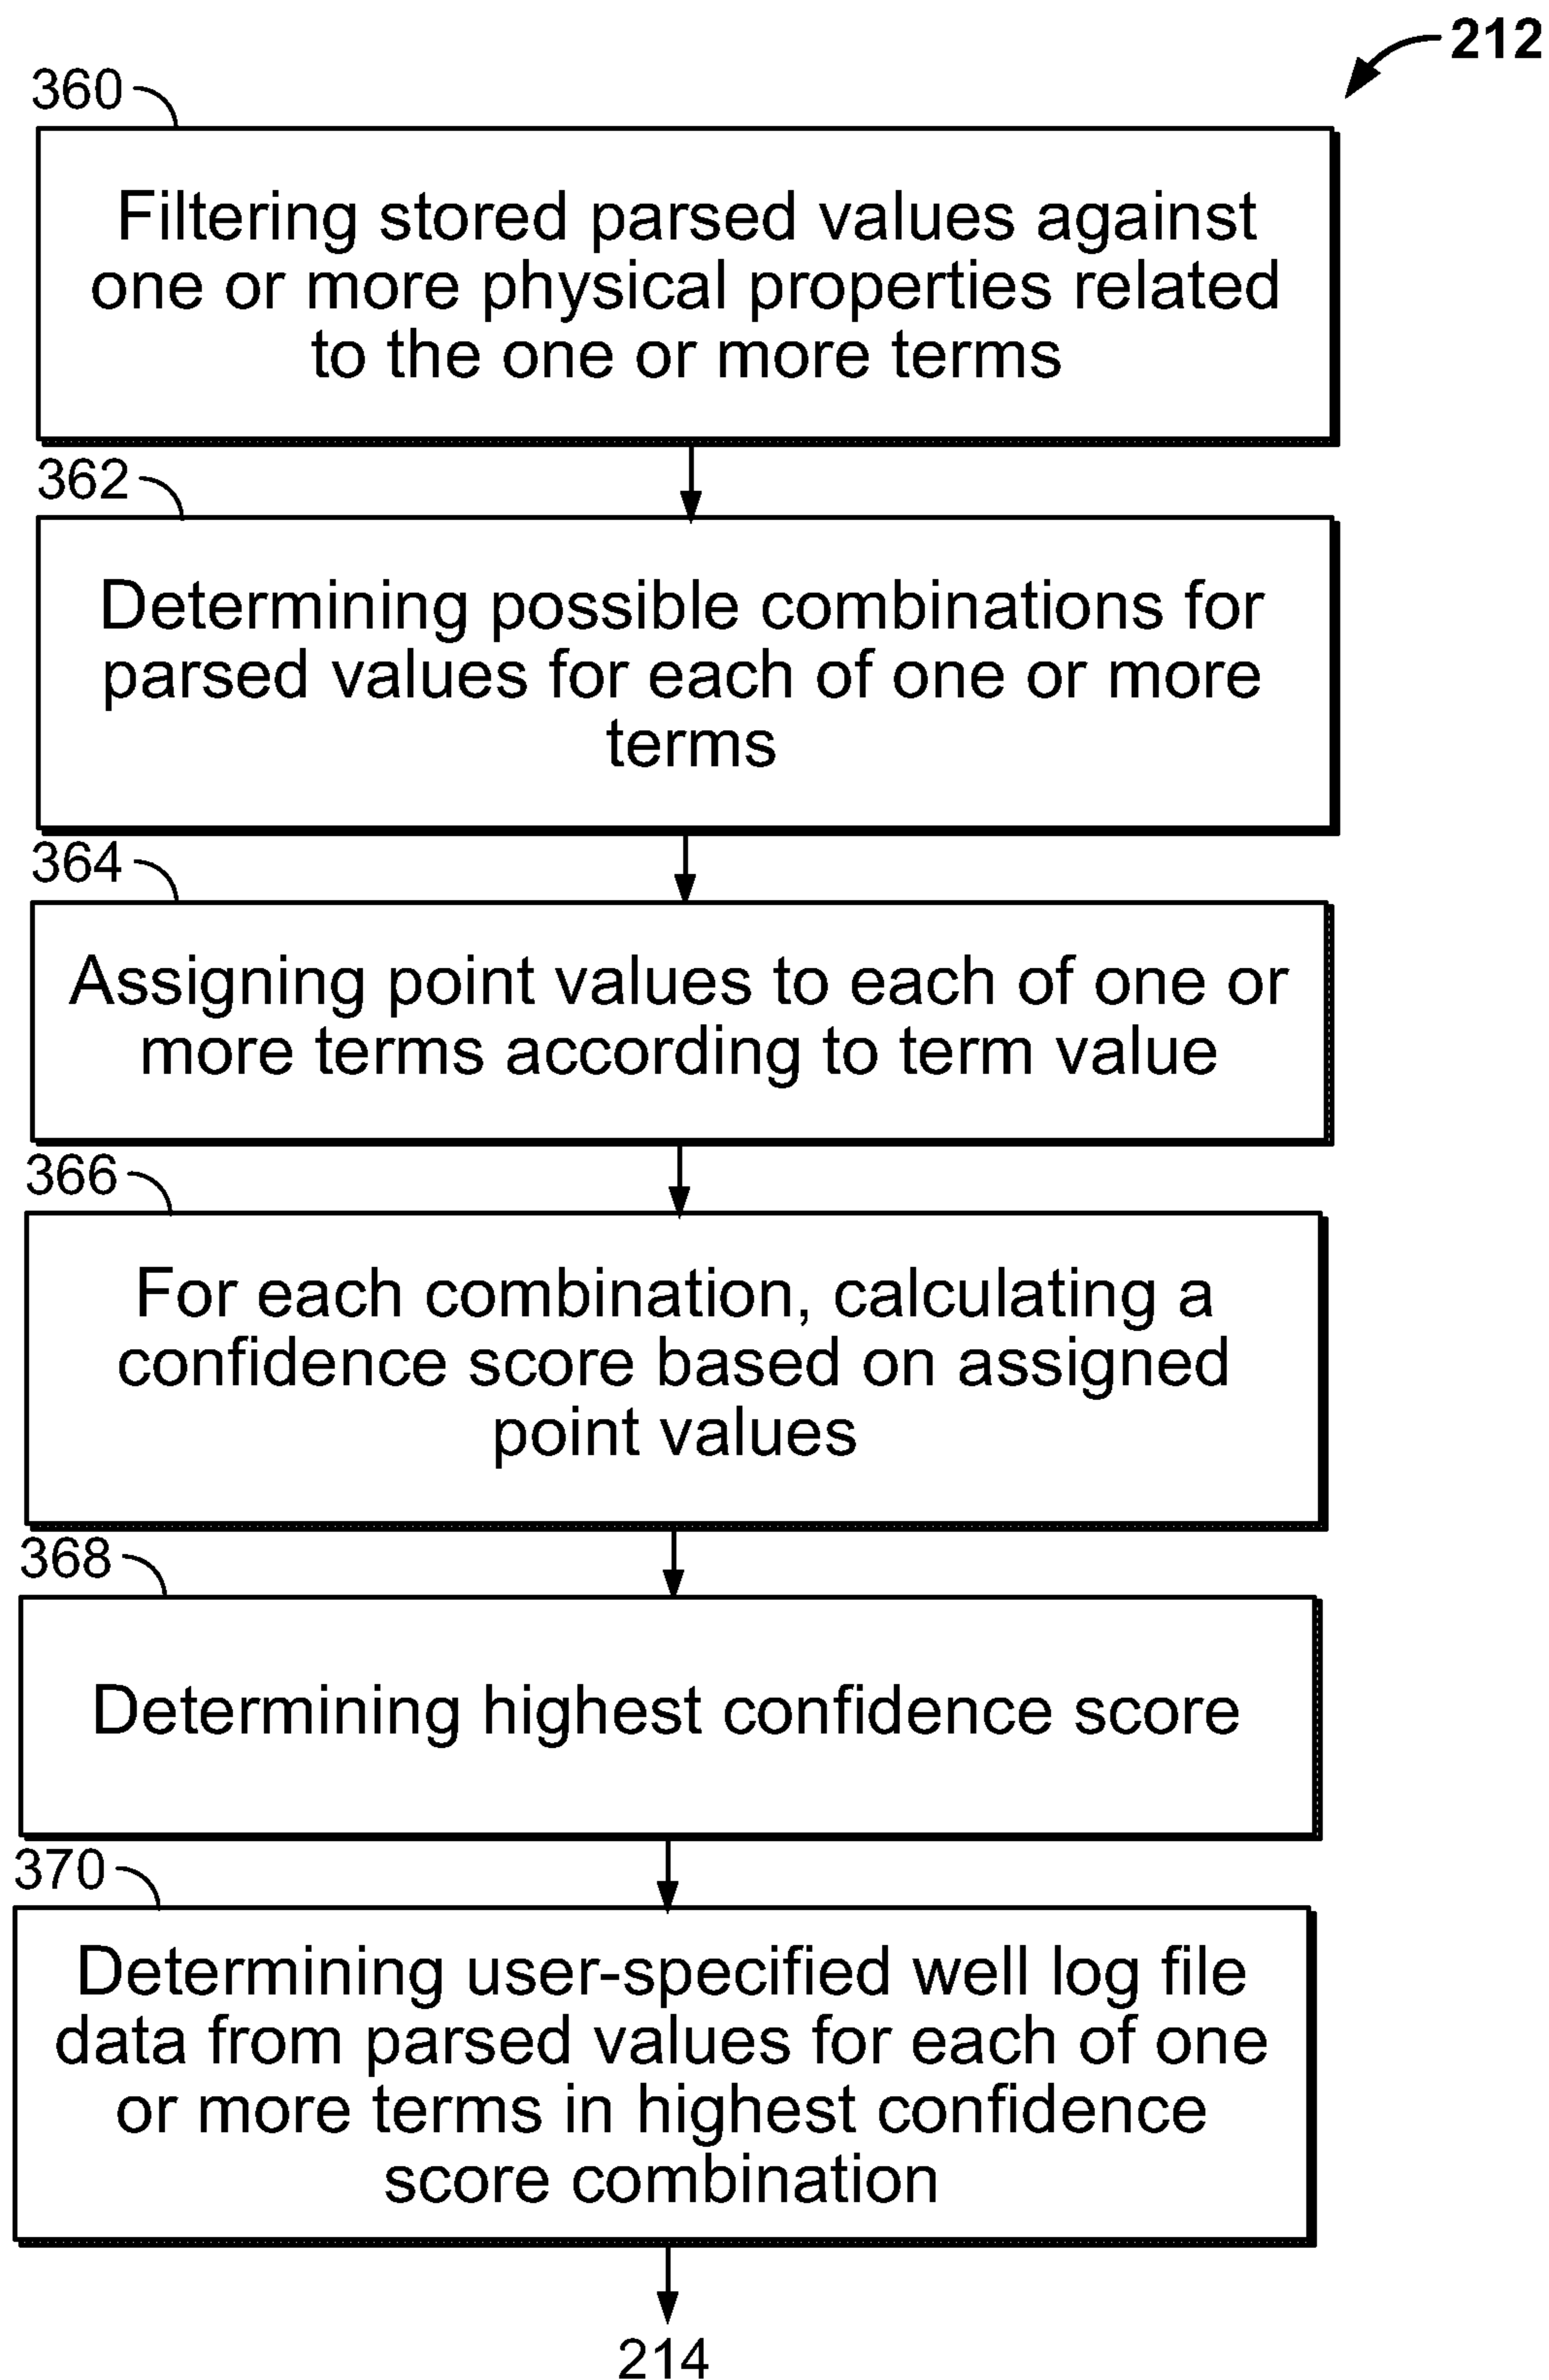 212
360
Filtering stored parsed values against
one or more physical properties related
to the one or more terms
362
Determining possible combinations for
parsed values for each of one or more
terms
364
Assigning point values to each of one or
more terms according to term value
366
For each combination, calculating a
confidence score based on assigned
point values
368
Determining highest confidence score
370
Determining user-specified well log file
data from parsed values for each of one
or more terms in highest confidence
score combination
214